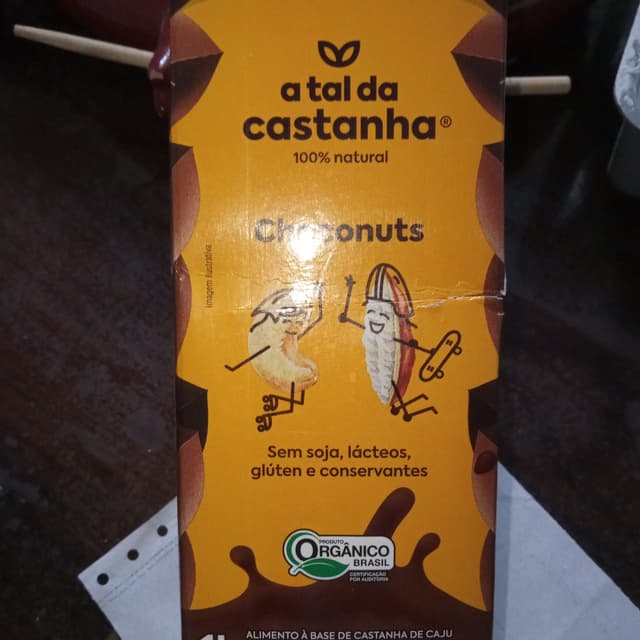 a tal da
castanha®
100% natural
Choconuts
Imagem ilustrativa.
Sem soja, lácteos,
glúten e conservantes
PRODUTO
ORGÂNICO
BRASIL
CERTIFICAÇÃO
POR AUDITORIA
ALIMENTO À BASE DE CASTANHA DE CAJU